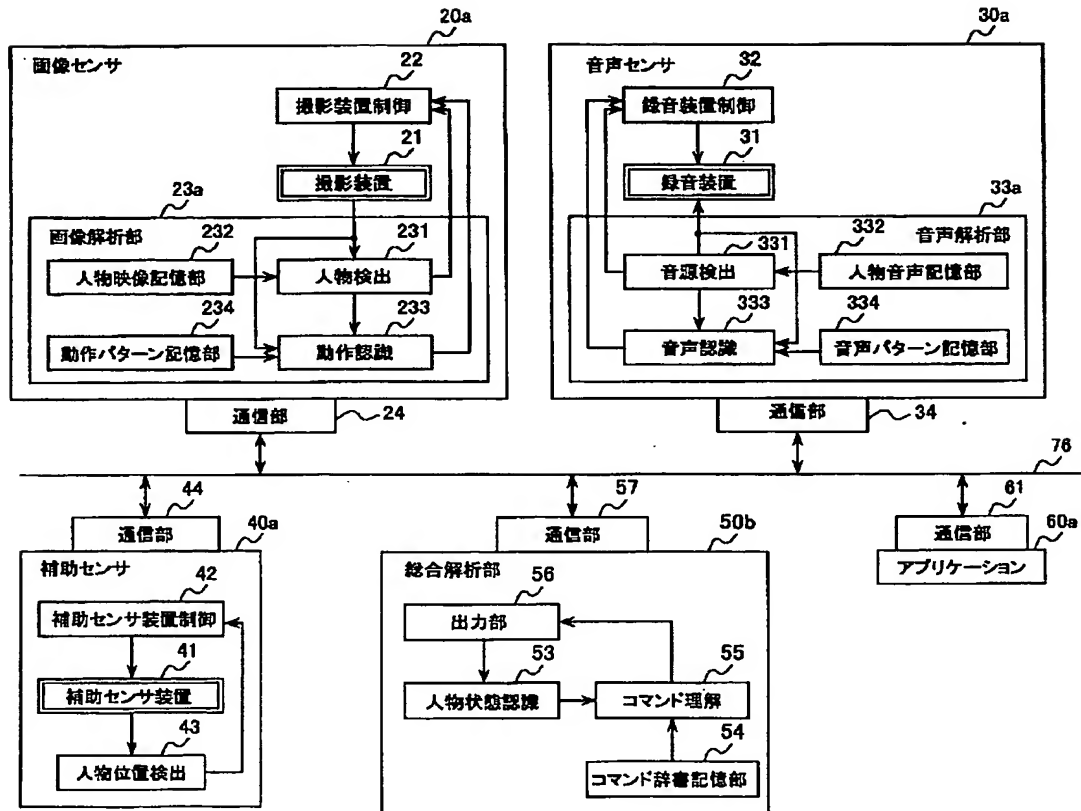 20a
画像センサ
22
撮影装置制御
21
撮影装置
23a
画像解析部
232
231
人物映像記憶部
人物検出
234
233
動作パターン記憶部
動作認識
通信部
24
30a
音声センサ
32
録音装置制御
31
録音装置
33a
音声解析部
331
332
音源検出
人物音声記憶部
333
334
音声認識
音声パターン記憶部
通信部
34
76
44
通信部
40a
補助センサ
42
補助センサ装置制御
41
補助センサ装置
43
人物位置検出
57
通信部
50b
総合解析部
56
出力部
53
55
人物状態認識
コマンド理解
54
コマンド辞書記憶部
61
通信部
60a
アプリケーション